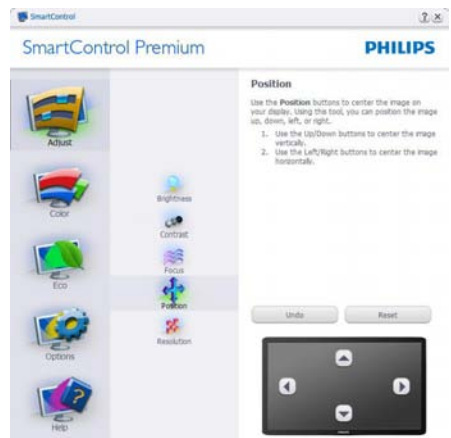 SmartControl
SmartControl Premium
PHILIPS
Adjust
Color
Eco
Options
Help
Brightness
Contrast
Focus
Position
Resolution
Position
Use the Position buttons to center the image on
your display. Using this tool, you can position the image
up, down, left, or right.
1. Use the Up/Down buttons to center the image
vertically.
2. Use the Left/Right buttons to center the image
horizontally.
Undo
Reset